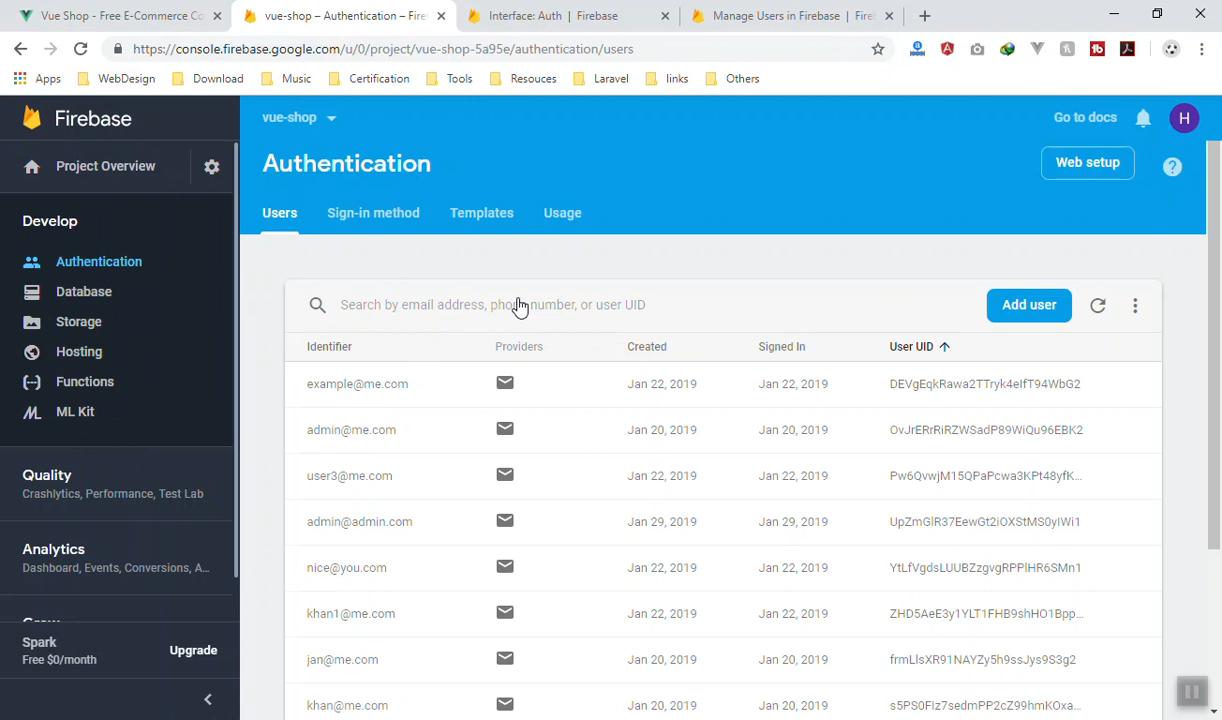 Vue Shop - Free E-Commerce Co
vue-shop – Authentication – Fire
Interface: Auth | Firebase
Manage Users in Firebase | Fire
https://console.firebase.google.com/u/0/project/vue-shop-5a95e/authentication/users
Apps
WebDesign
Download
Music
Certification
Tools
Resouces
Laravel
links
Others
Firebase
vue-shop
Go to docs
H
Project Overview
Authentication
Web setup
Develop
Users
Sign-in method
Templates
Usage
Authentication
Database
Storage
Hosting
Functions
ML Kit
Search by email address, phone number, or user UID
Add user
Identifier
Providers
Created
Signed In
User UID
example@me.com Jan 22, 2019 Jan 22, 2019 DEVgEqkRawa2TTryk4elfT94WbG2
admin@me.com Jan 20, 2019 Jan 20, 2019 OvJrERrRiRZWSadP89WiQu96EBK2
user3@me.com Jan 22, 2019 Jan 22, 2019 Pw6QvwjM15QPaPcwa3KPt48yfK...
admin@admin.com Jan 29, 2019 Jan 29, 2019 UpZmGlR37EewGt2iOXStMS0yIWi1
nice@you.com Jan 22, 2019 Jan 22, 2019 YtLfVgdsLUUBZzgvgRPPlHR6SMn1
khan1@me.com Jan 22, 2019 Jan 22, 2019 ZHD5AeE3y1YLT1FHB9shHO1Bpp...
jan@me.com Jan 20, 2019 Jan 20, 2019 frmLlsXR91NAYZy5h9ssJys9S3g2
khan@me.com Jan 20, 2019 Jan 20, 2019 s5PS0FIz7sedmPP2cZ99hmKOxa...
Quality
Crashlytics, Performance, Test Lab
Analytics
Dashboard, Events, Conversions, A...
Spark
Free $0/month
Upgrade